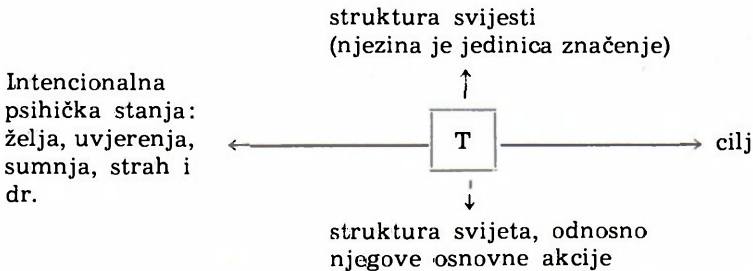 struktura svijesti
(njezina je jedinica značenje)
Intencionalna
psihička stanja:
želja, uvjerenja,
sumnja, strah i
dr.
T
cilj
struktura svijeta, odnosno
njegove osnovne akcije